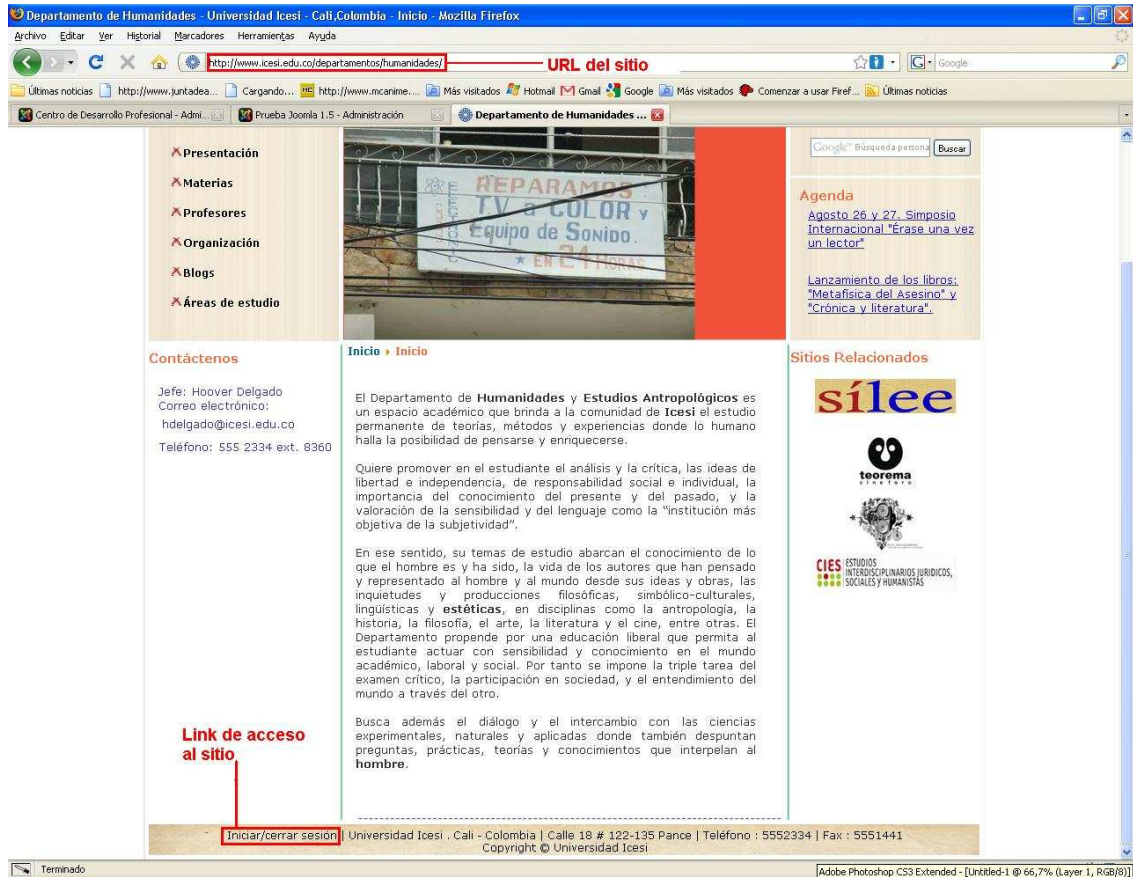 Departamento de Humanidades - Universidad Icesi - Cali,Colombia - Inicio - Mozilla Firefox
Archivo Editar Ver Historial Marcadores Herramientas Ayuda
http://www.icesi.edu.co/departamentos/humanidades/
URL del sitio
Google
Últimas noticias http://www.juntadea... Cargando... http://www.mcanime.... Más visitados Hotmail Gmail Google Más visitados Comenzar a usar Firef... Últimas noticias
Centro de Desarrollo Profesional - Admi... Prueba Joomla 1.5 - Administración Departamento de Humanidades ...
Presentación
Materias
Profesores
Organización
Blogs
Áreas de estudio
REPARAMOS
TV a COLOR y
Equipo de SONIDO.
EN 24 HORAS
Google™ Búsqueda persona Buscar
Agenda
Agosto 26 y 27. Simposio
Internacional "Érase una vez
un lector"
Lanzamiento de los libros:
"Metafísica del Asesino" y
"Crónica y literatura".
Contáctenos
Jefe: Hoover Delgado
Correo electrónico:
hdelgado@icesi.edu.co
Teléfono: 555 2334 ext. 8360
Inicio Inicio
El Departamento de Humanidades y Estudios Antropológicos es
un espacio académico que brinda a la comunidad de Icesi el estudio
permanente de teorías, métodos y experiencias donde lo humano
halla la posibilidad de pensarse y enriquecerse.
Quiere promover en el estudiante el análisis y la crítica, las ideas de
libertad e independencia, de responsabilidad social e individual, la
importancia del conocimiento del presente y del pasado, y la
valoración de la sensibilidad y del lenguaje como la "institución más
objetiva de la subjetividad".
En ese sentido, su temas de estudio abarcan el conocimiento de lo
que el hombre es y ha sido, la vida de los autores que han pensado
y representado al hombre y al mundo desde sus ideas y obras, las
inquietudes y producciones filosóficas, simbólico-culturales,
lingüísticas y estéticas, en disciplinas como la antropología, la
historia, la filosofía, el arte, la literatura y el cine, entre otras. El
Departamento propende por una educación liberal que permita al
estudiante actuar con sensibilidad y conocimiento en el mundo
académico, laboral y social. Por tanto se impone la triple tarea del
examen crítico, la participación en sociedad, y el entendimiento del
mundo a través del otro.
Busca además el diálogo y el intercambio con las ciencias
experimentales, naturales y aplicadas donde también despuntan
preguntas, prácticas, teorías y conocimientos que interpelan al
hombre.
Sitios Relacionados
sílee
teorema
cineforo
CIES ESTUDIOS
INTERDISCIPLINARIOS JURIDICOS,
SOCIALES Y HUMANISTAS
Link de acceso
al sitio
Iniciar/cerrar sesión | Universidad Icesi . Cali - Colombia | Calle 18 # 122-135 Pance | Teléfono : 5552334 | Fax : 5551441
Copyright © Universidad Icesi
Terminado
Adobe Photoshop CS3 Extended - [Untitled-1 @ 66,7% (Layer 1, RGB/8)]